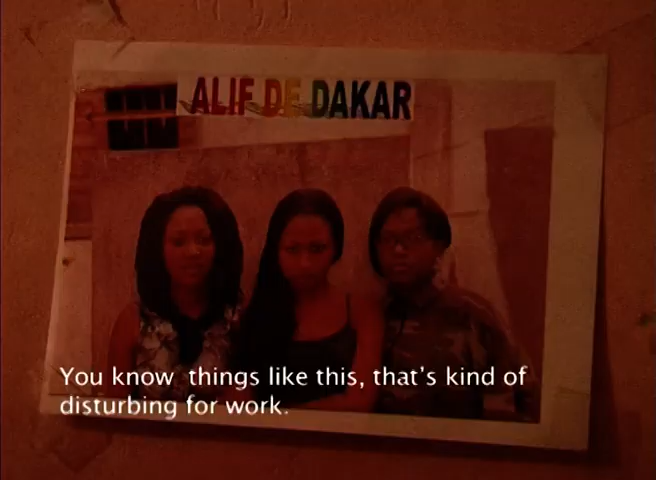 ALIF DE DAKAR
You know  things like this, that's kind of
disturbing for work.